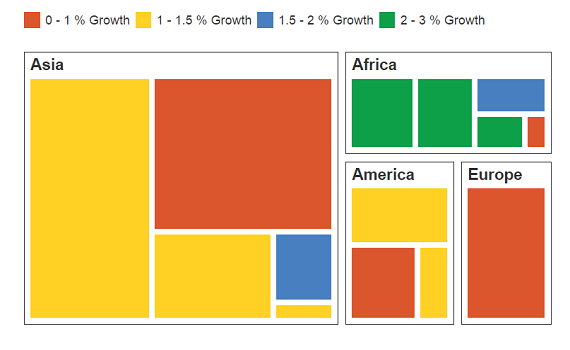 0 - 1 % Growth 1 - 1.5 % Growth 1.5 - 2 % Growth 2 - 3 % Growth
Asia
Africa
America
Europe